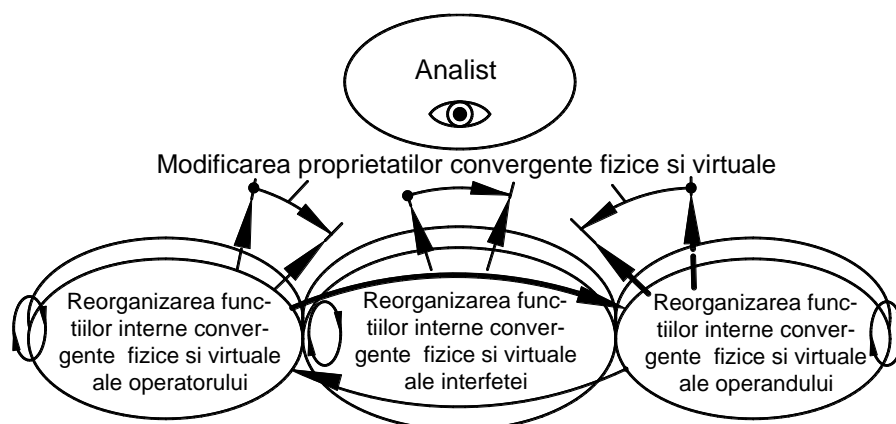 Analist
Modificarea proprietatilor convergente fizice si virtuale
Reorganizarea func-
tiilor interne conver-
gente fizice si virtuale
ale operatorului
Reorganizarea func-
tiilor interne conver-
gente fizice si virtuale
ale interfetei
Reorganizarea func-
tiilor interne conver-
gente fizice si virtuale
ale operandului